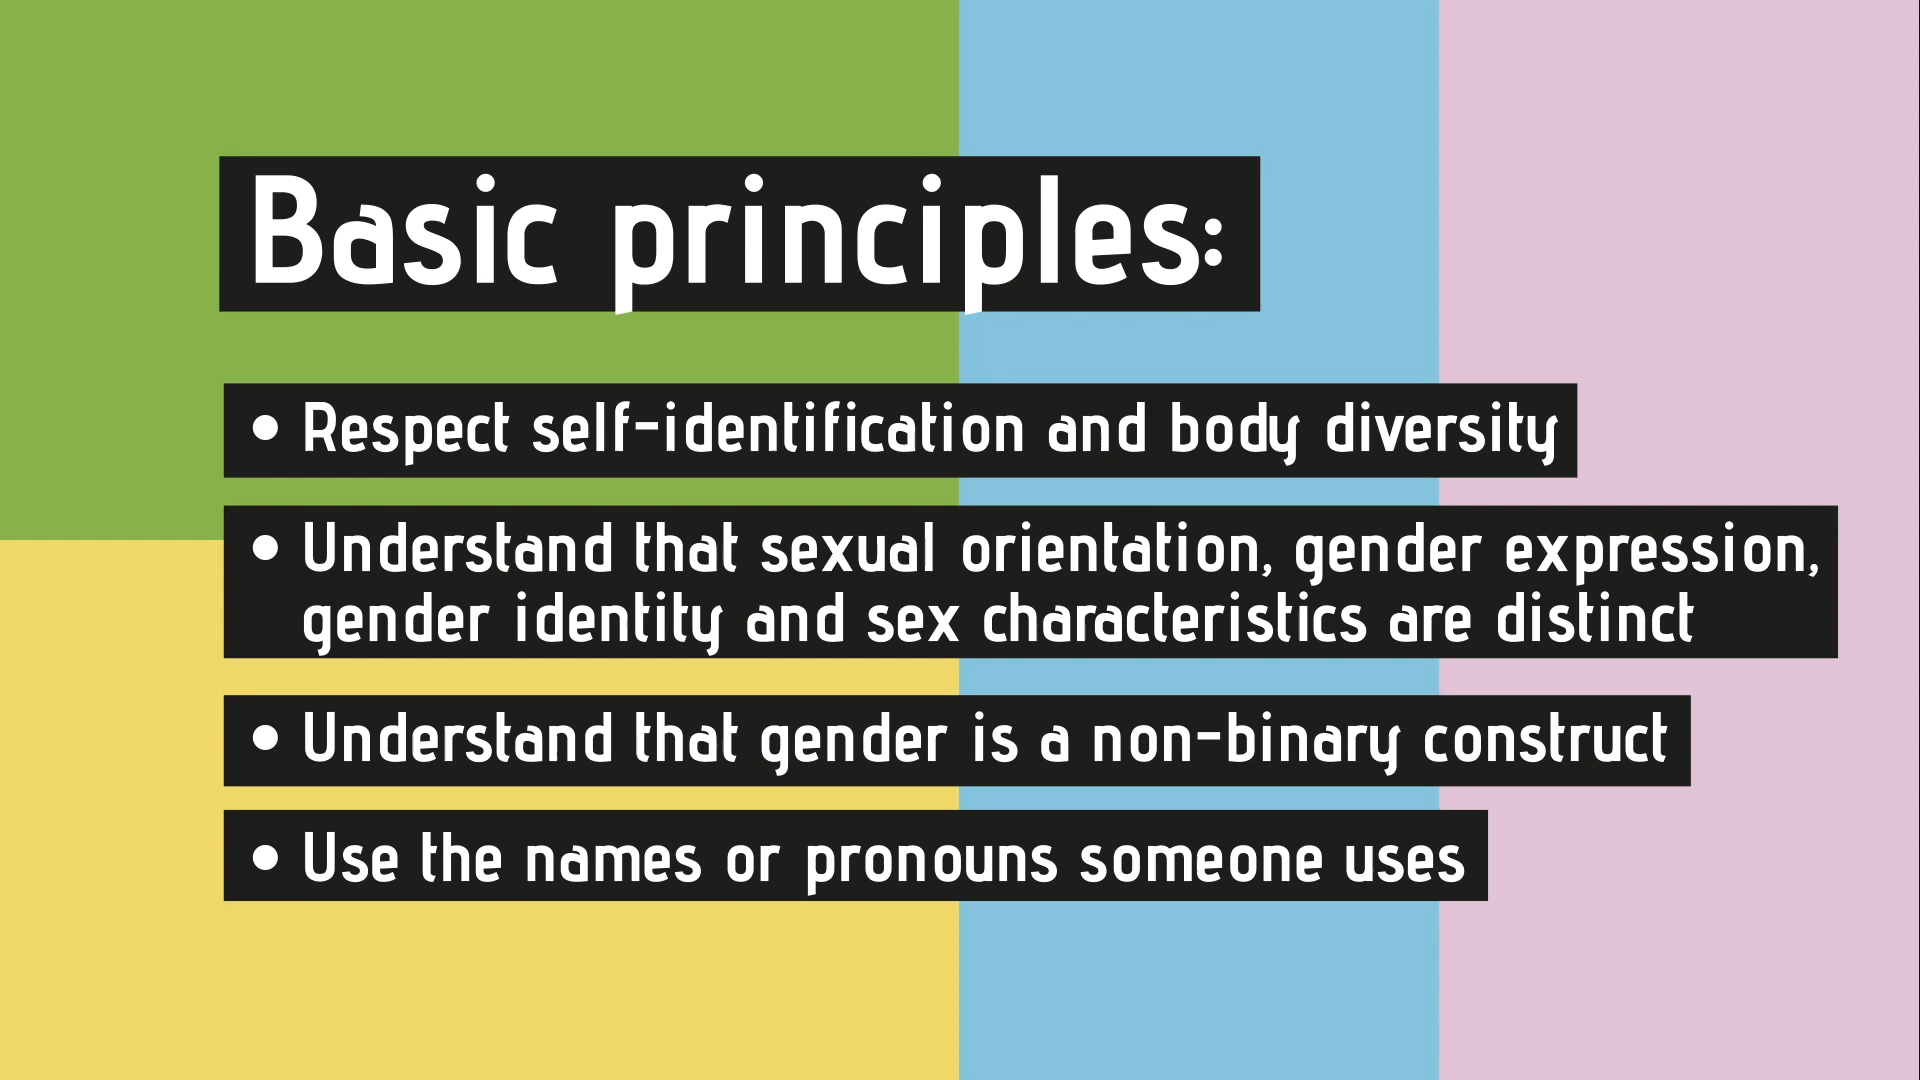 Basic principles:
• Respect self-identification and body diversity
• Understand that sexual orientation, gender expression,
gender identity and sex characteristics are distinct
• Understand that gender is a non-binary construct
• Use the names or pronouns someone uses